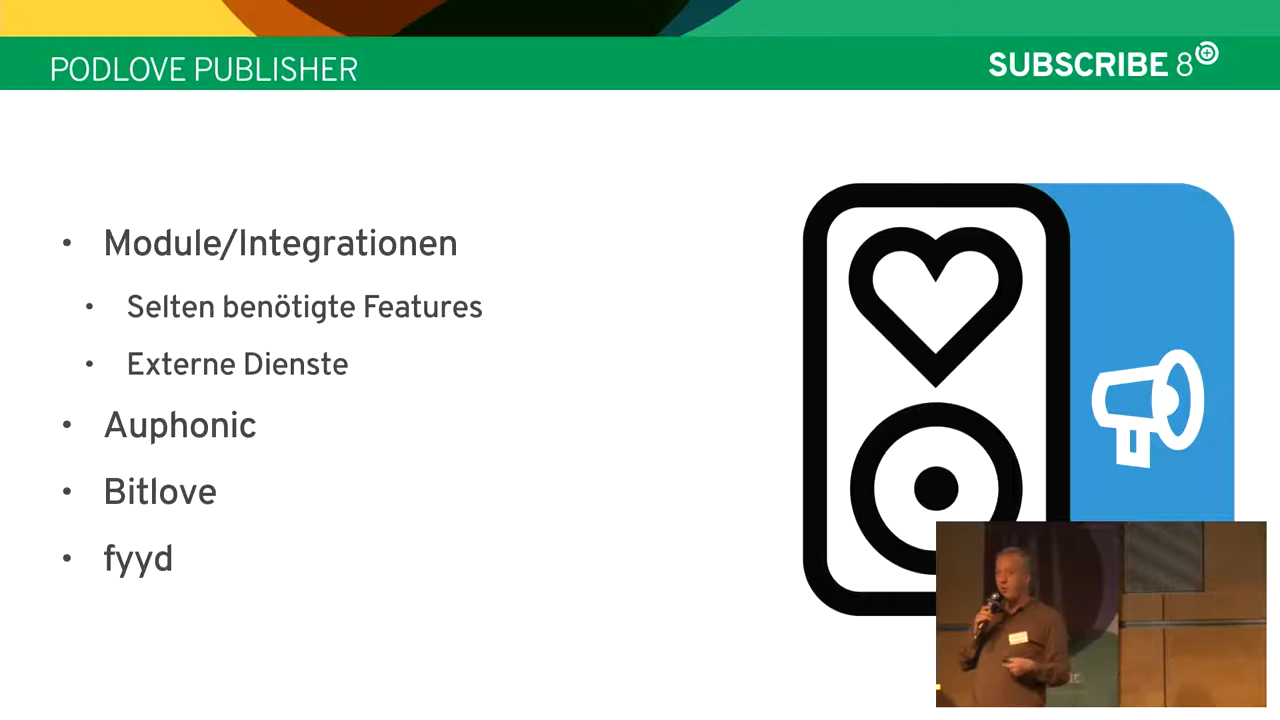 PODLOVE PUBLISHER
SUBSCRIBE 8
• Module/Integrationen
• Selten benötigte Features
• Externe Dienste
• Auphonic
• Bitlove
• fyyd